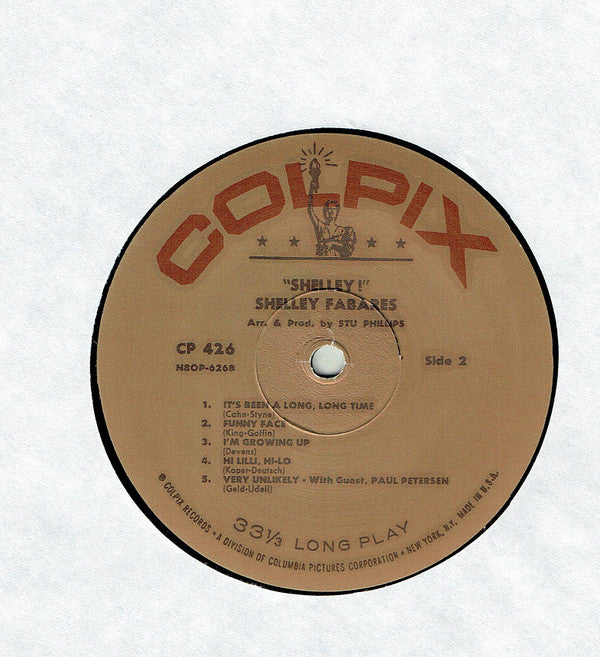 COLPIX
"SHELLEY!"
SHELLEY FABARES
Arr. & Prod. by STU PHILLIPS
CP 426
N8OP-6268
Side 2
1. IT'S BEEN A LONG, LONG TIME
(Cahn-Styne)
2. FUNNY FACE
(King-Goffin)
3. I'M GROWING UP
(Devens)
4. HI LILLI, HI-LO
(Kaper-Deutsch)
5. VERY UNLIKELY - With Guest, PAUL PETERSEN
(Geld-Udell)
33⅓ LONG PLAY
® COLPIX RECORDS • A DIVISION OF COLUMBIA PICTURES CORPORATION • NEW YORK, N.Y. MADE IN U.S.A.